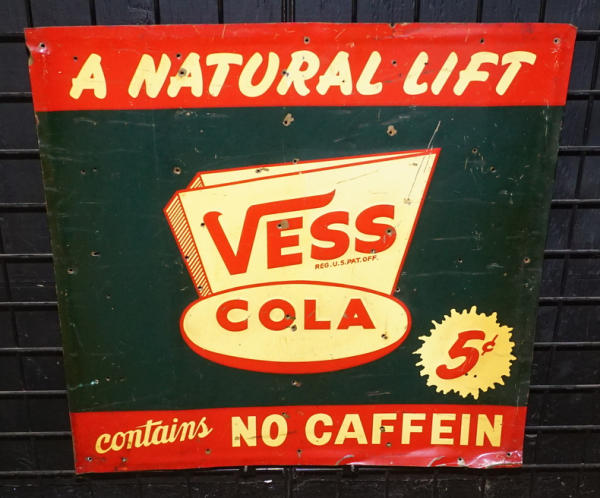 A NATURAL LIFT
VESS
REG. U.S. PAT. OFF.
COLA
5¢
contains NO CAFFEIN